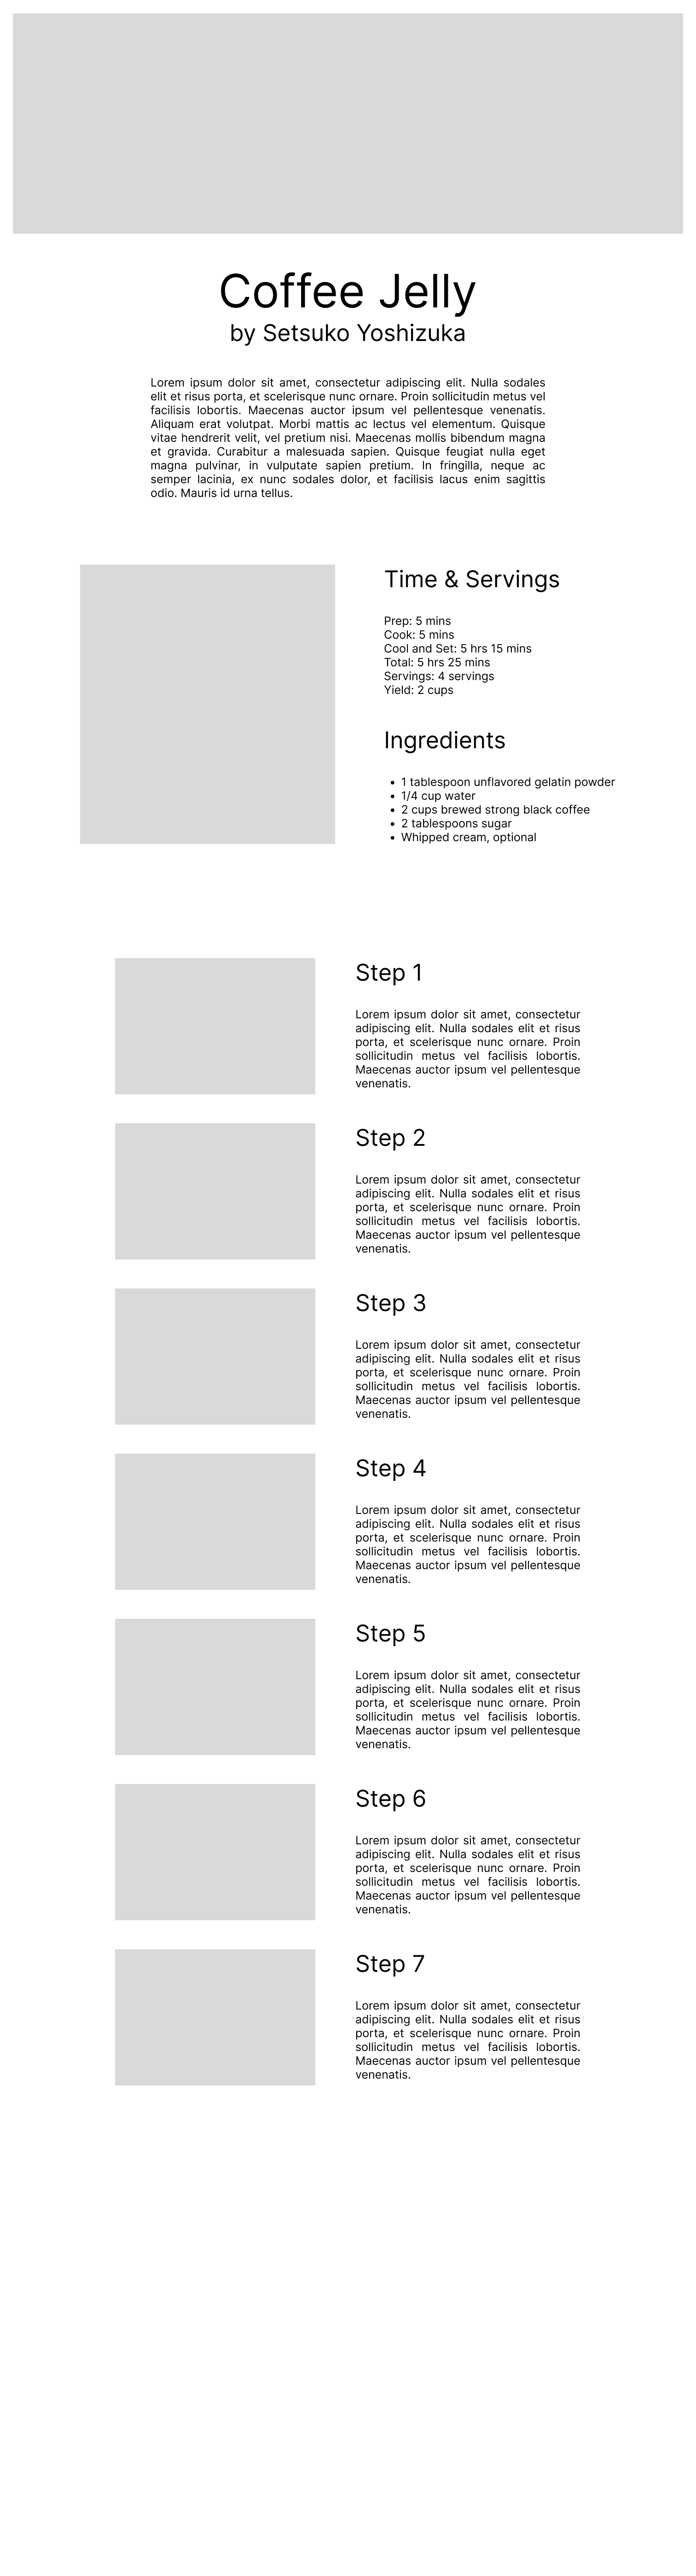 Coffee Jelly
by Setsuko Yoshizuka
Lorem ipsum dolor sit amet, consectetur adipiscing elit. Nulla sodales
elit et risus porta, et scelerisque nunc ornare. Proin sollicitudin metus vel
facilisis lobortis. Maecenas auctor ipsum vel pellentesque venenatis.
Aliquam erat volutpat. Morbi mattis ac lectus vel elementum. Quisque
vitae hendrerit velit, vel pretium nisi. Maecenas mollis bibendum magna
et gravida. Curabitur a malesuada sapien. Quisque feugiat nulla eget
magna pulvinar, in vulputate sapien pretium. In fringilla, neque ac
semper lacinia, ex nunc sodales dolor, et facilisis lacus enim sagittis
odio. Mauris id urna tellus.
Time & Servings
Prep: 5 mins
Cook: 5 mins
Cool and Set: 5 hrs 15 mins
Total: 5 hrs 25 mins
Servings: 4 servings
Yield: 2 cups
Ingredients
• 1 tablespoon unflavored gelatin powder
• 1/4 cup water
• 2 cups brewed strong black coffee
• 2 tablespoons sugar
• Whipped cream, optional
Step 1
Lorem ipsum dolor sit amet, consectetur
adipiscing elit. Nulla sodales elit et risus
porta, et scelerisque nunc ornare. Proin
sollicitudin metus vel facilisis lobortis.
Maecenas auctor ipsum vel pellentesque
venenatis.
Step 2
Lorem ipsum dolor sit amet, consectetur
adipiscing elit. Nulla sodales elit et risus
porta, et scelerisque nunc ornare. Proin
sollicitudin metus vel facilisis lobortis.
Maecenas auctor ipsum vel pellentesque
venenatis.
Step 3
Lorem ipsum dolor sit amet, consectetur
adipiscing elit. Nulla sodales elit et risus
porta, et scelerisque nunc ornare. Proin
sollicitudin metus vel facilisis lobortis.
Maecenas auctor ipsum vel pellentesque
venenatis.
Step 4
Lorem ipsum dolor sit amet, consectetur
adipiscing elit. Nulla sodales elit et risus
porta, et scelerisque nunc ornare. Proin
sollicitudin metus vel facilisis lobortis.
Maecenas auctor ipsum vel pellentesque
venenatis.
Step 5
Lorem ipsum dolor sit amet, consectetur
adipiscing elit. Nulla sodales elit et risus
porta, et scelerisque nunc ornare. Proin
sollicitudin metus vel facilisis lobortis.
Maecenas auctor ipsum vel pellentesque
venenatis.
Step 6
Lorem ipsum dolor sit amet, consectetur
adipiscing elit. Nulla sodales elit et risus
porta, et scelerisque nunc ornare. Proin
sollicitudin metus vel facilisis lobortis.
Maecenas auctor ipsum vel pellentesque
venenatis.
Step 7
Lorem ipsum dolor sit amet, consectetur
adipiscing elit. Nulla sodales elit et risus
porta, et scelerisque nunc ornare. Proin
sollicitudin metus vel facilisis lobortis.
Maecenas auctor ipsum vel pellentesque
venenatis.